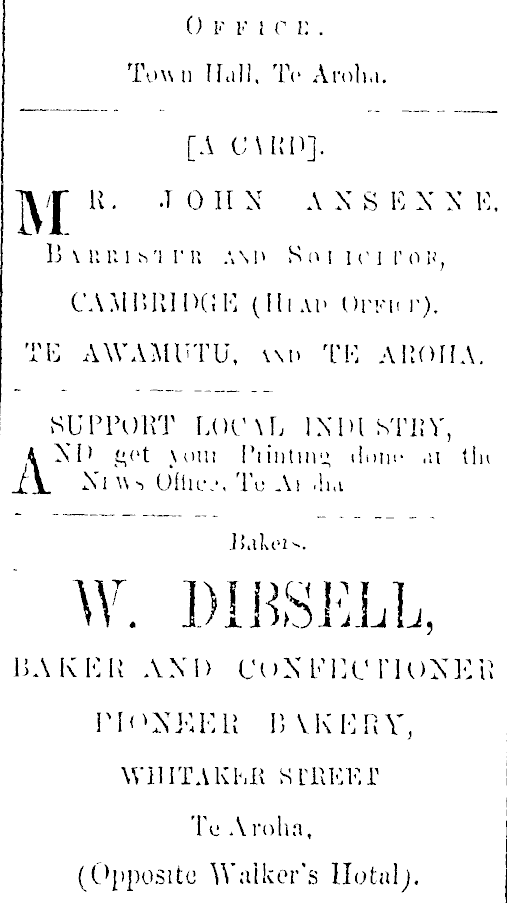 OFFICE.
Town Hall, Te Aroha.
[A CARD].
MR. JOHN ANSENNE,
BARRISTER AND SOLICITOR,
CAMBRIDGE (HEAD OFFICE).
TE AWAMUTU, AND TE AROHA.
SUPPORT LOCAL INDUSTRY,
AND get your Printing done at the
NEWS Office, Te Aroha
Bakers.
W. DIBSELL,
BAKER AND CONFECTIONER
PIONEER BAKERY,
WHITAKER STREET
Te Aroha,
(Opposite Walker's Hotal).